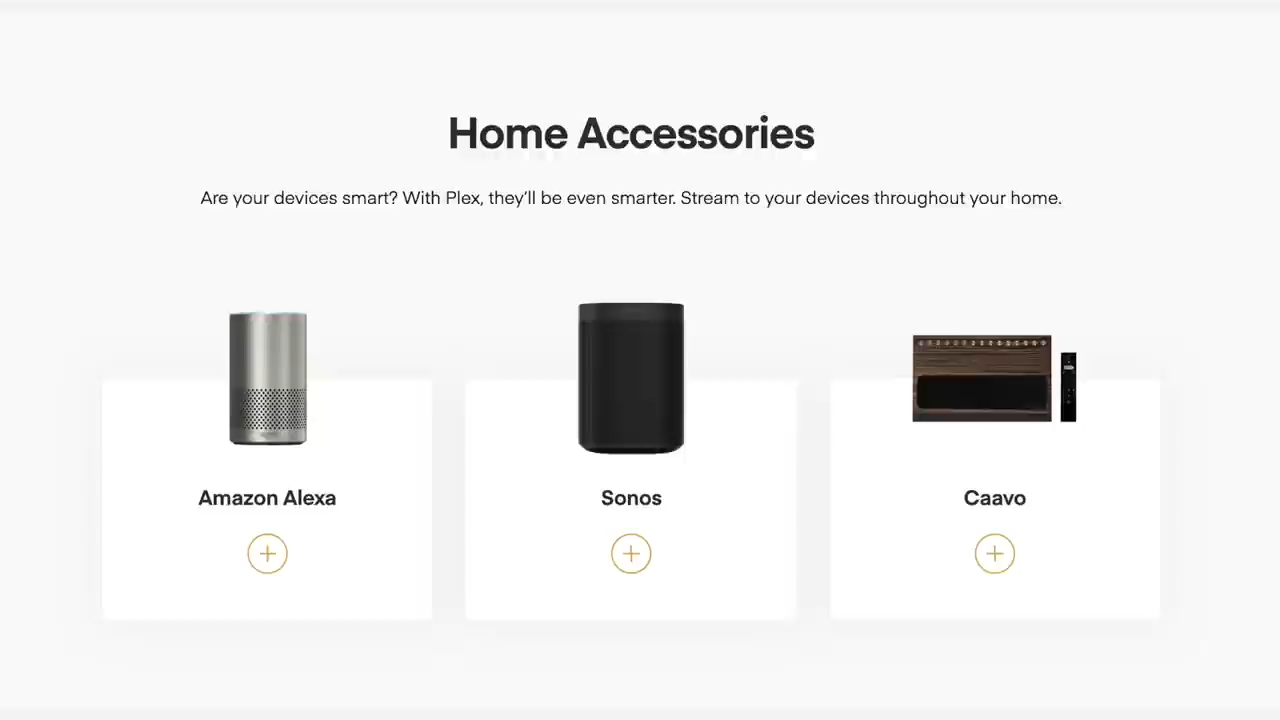 Home Accessories
Are your devices smart? With Plex, they'll be even smarter. Stream to your devices throughout your home.
Amazon Alexa
Sonos
Caavo